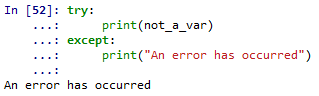 In [52]: try:
    ...:     print(not_a_var)
    ...: except:
    ...:     print("An error has occurred")
    ...:
An error has occurred